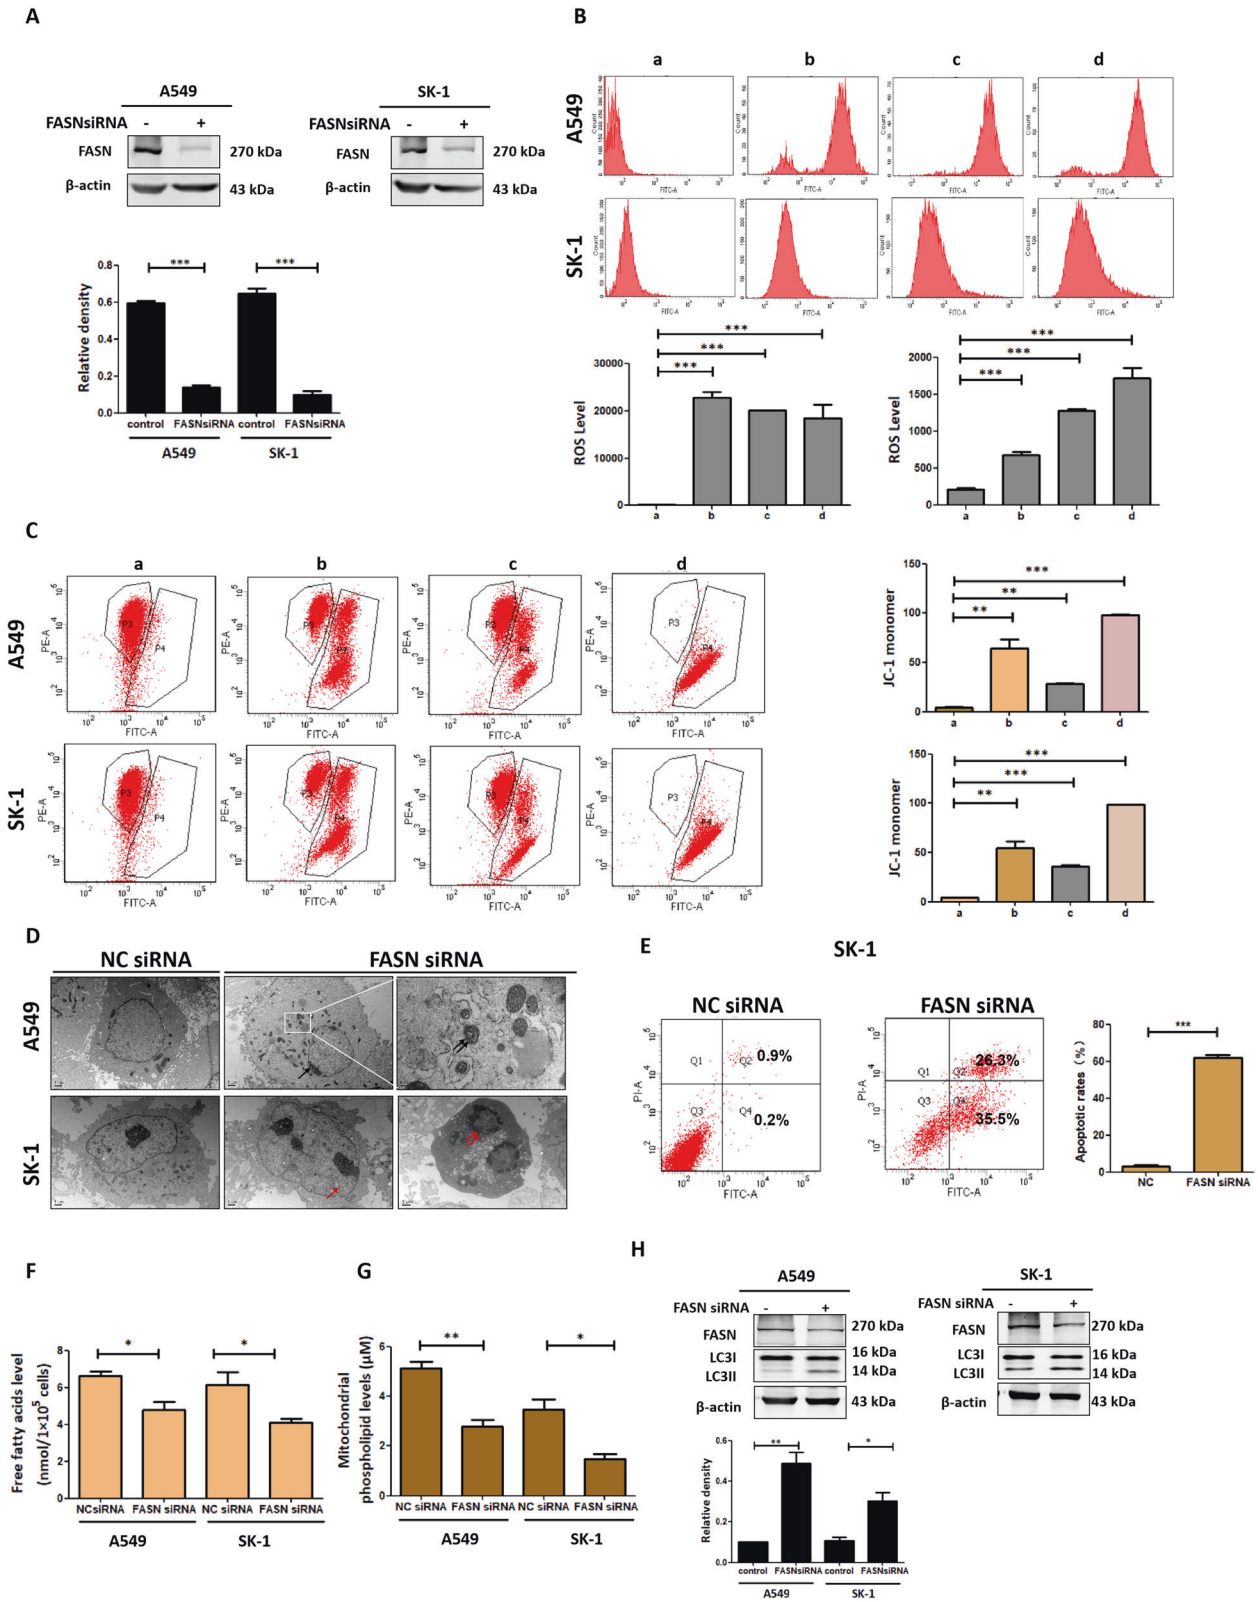 A
A549
FASNsiRNA - +
FASN 270 kDa
β-actin 43 kDa
SK-1
FASNsiRNA - +
270 kDa
43 kDa
Relative density
0.8
0.6
0.4
0.2
0.0
***
***
control FASNsiRNA control FASNsiRNA
A549 SK-1
B
a b c d
A549
SK-1
Count
FITC-A
ROS Level
30000
20000
10000
0
***
***
***
a b c d
ROS Level
2000
1500
1000
500
0
***
***
***
a b c d
C
a b c d
A549
SK-1
PE-A
FITC-A
P3
P4
JC-1 monomer
150
100
50
0
***
**
**
a b c d
JC-1 monomer
150
100
50
0
***
***
**
a b c d
D
NC siRNA FASN siRNA
A549
SK-1
E
SK-1
NC siRNA
PI-A
FITC-A
Q1 Q2 0.9%
Q3 Q4 0.2%
FASN siRNA
PI-A
FITC-A
Q1 Q2 26.3%
Q3 Q4 35.5%
Apoptotic rates (%)
80
60
40
20
0
***
NC FASN siRNA
F
Free fatty acids level
(nmol/1×10⁵ cells)
8
6
4
2
0
*
*
NCsiRNA FASN siRNA NC siRNA FASN siRNA
A549 SK-1
G
Mitochondrial
phospholipid levels (μM)
6
4
2
0
**
*
NC siRNA FASN siRNA NC siRNA FASN siRNA
A549 SK-1
H
A549
FASN siRNA - +
FASN 270 kDa
LC3I 16 kDa
LC3II 14 kDa
β-actin 43 kDa
SK-1
FASN siRNA - +
FASN 270 kDa
LC3I 16 kDa
LC3II 14 kDa
β-actin 43 kDa
Relative density
0.6
0.4
0.2
0.0
**
*
control FASNsiRNA control FASNsiRNA
A549 SK-1